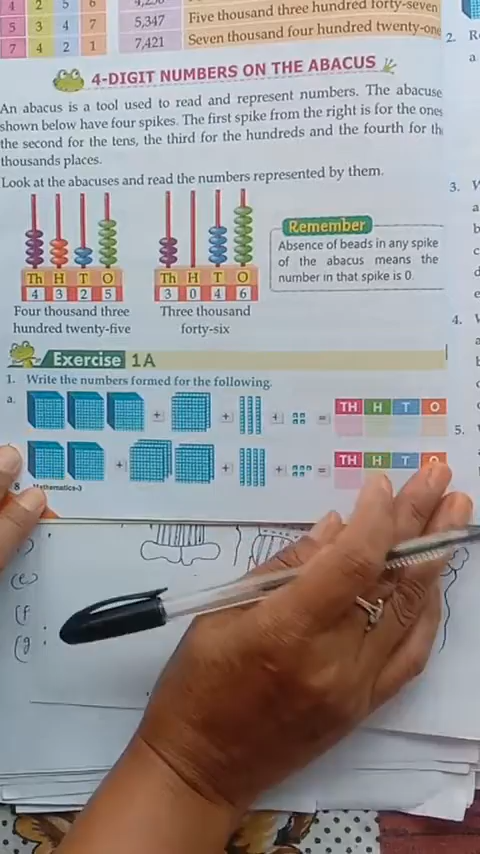 4 2 5 6
5 3 4 7 5,347 Five thousand three hundred forty-seven
7 4 2 1 7,421 Seven thousand four hundred twenty-one
2.
a
4-DIGIT NUMBERS ON THE ABACUS
An abacus is a tool used to read and represent numbers. The abacuse
shown below have four spikes. The first spike from the right is for the ones
the second for the tens, the third for the hundreds and the fourth for th
thousands places.
Look at the abacuses and read the numbers represented by them.
3.
Th H T O
4 3 2 5
Four thousand three
hundred twenty-five
Th H T O
3 0 4 6
Three thousand
forty-six
Remember
Absence of beads in any spike
of the abacus means the
number in that spike is 0.
4.
Exercise 1A
1. Write the numbers formed for the following.
a. + + + = TH H T O
5.
+ + + = TH H T O
8 Mathematics-3
(e)
(f
(g